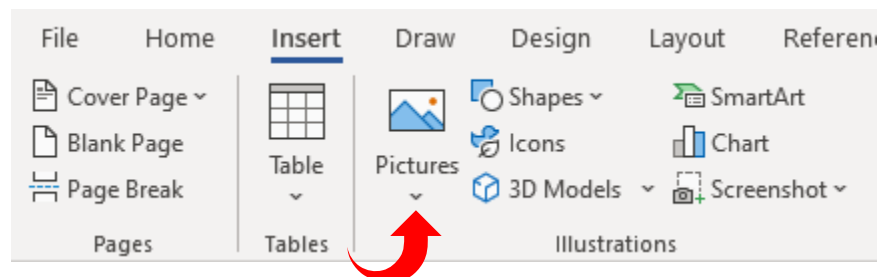 File Home Insert Draw Design Layout Referen
Cover Page
Blank Page
Page Break
Pages
Table
Tables
Pictures
Shapes
Icons
3D Models
SmartArt
Chart
Screenshot
Illustrations